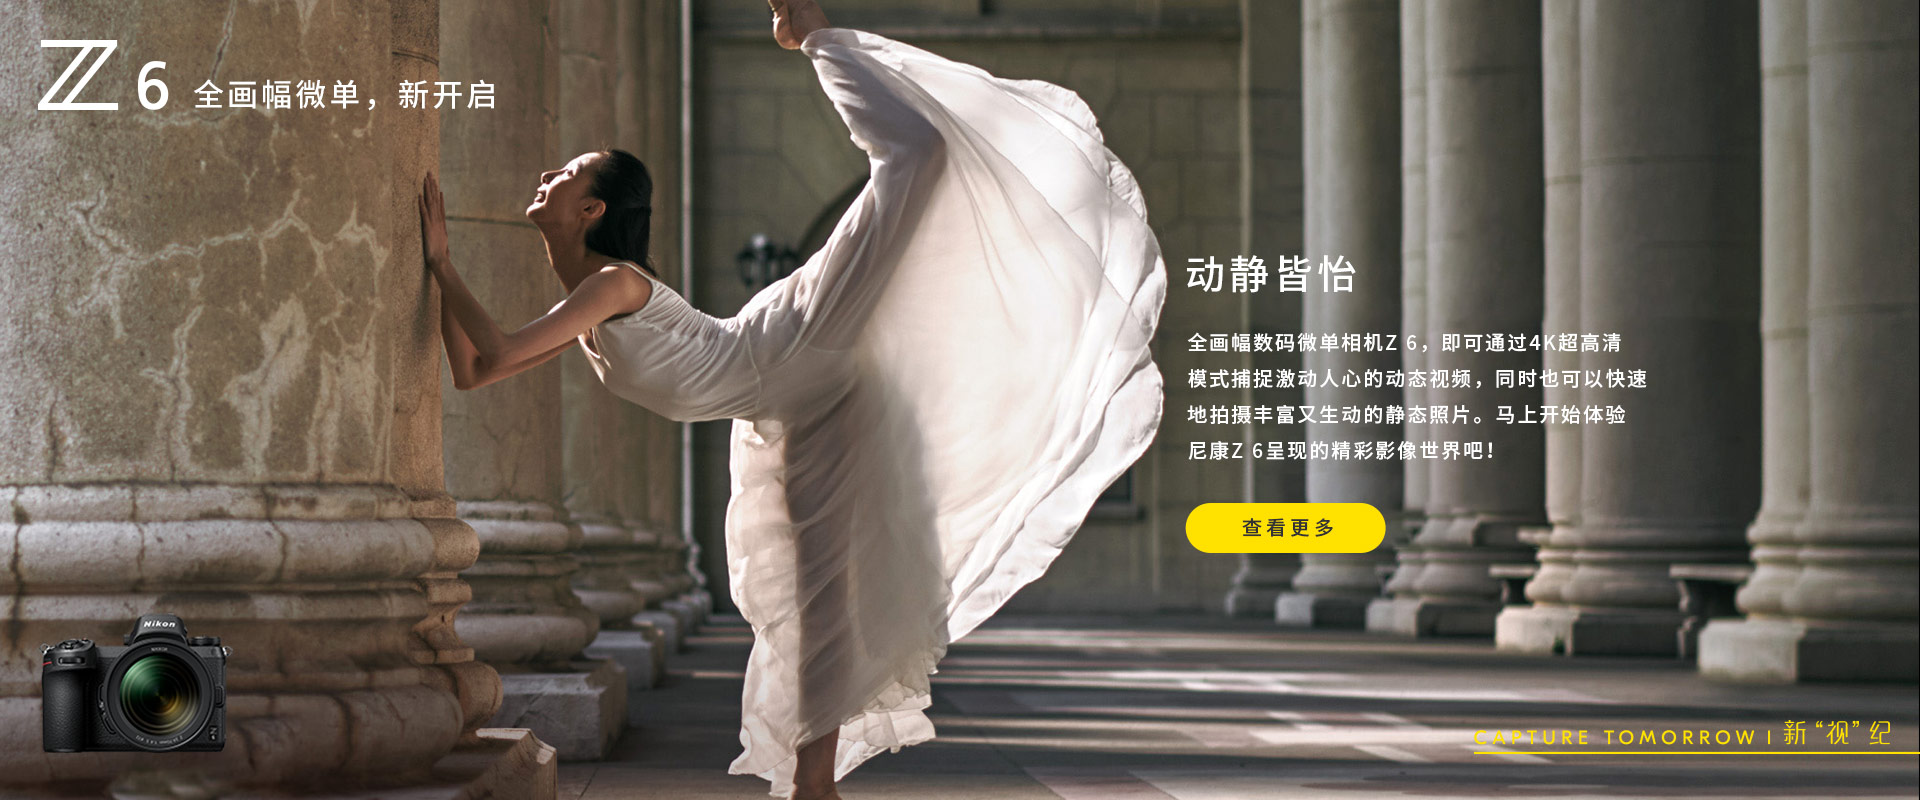 Z 6 全画幅微单，新开启
动静皆怡
全画幅数码微单相机Z 6，即可通过4K超高清
模式捕捉激动人心的动态视频，同时也可以快速
地拍摄丰富又生动的静态照片。马上开始体验
尼康Z 6呈现的精彩影像世界吧！
查看更多
Nikon
Z 6
CAPTURE TOMORROW | 新“视”纪